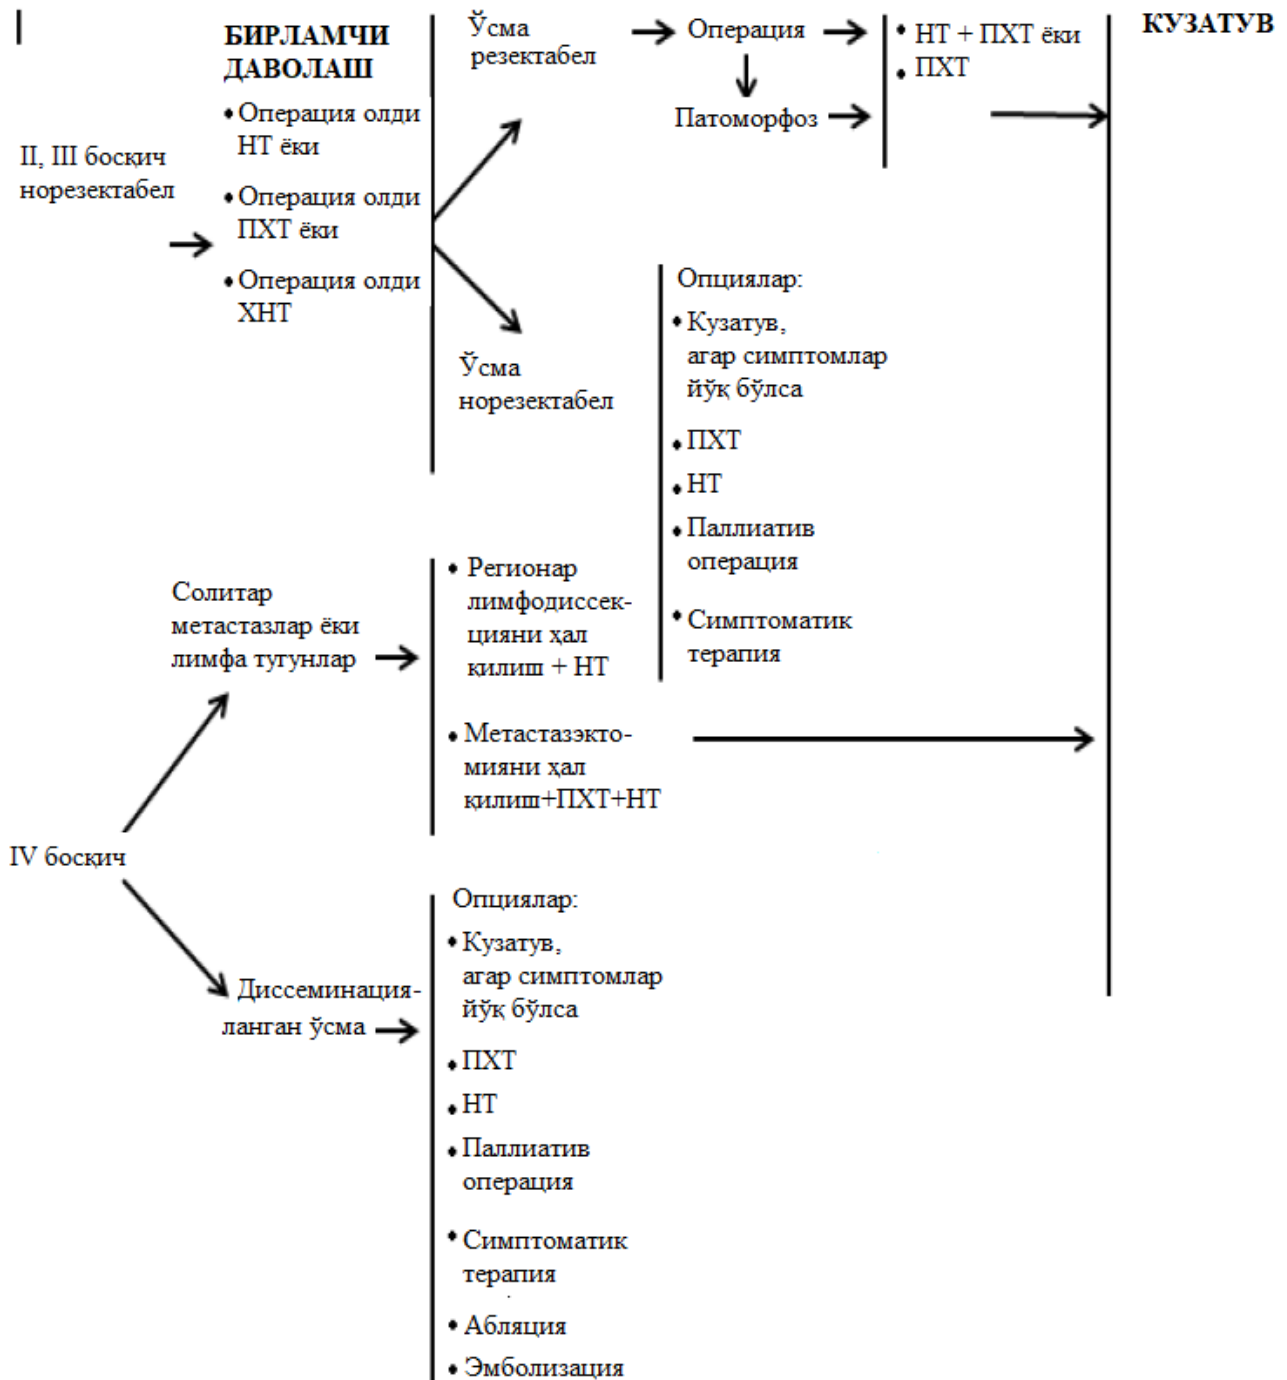 БИРЛАМЧИ
ДАВОЛАШ
• Операция олди
НТ ёки
• Операция олди
ПХТ ёки
• Операция олди
ХНТ
II, III босқич
норезектабел
Ўсма
резектабел
Операция
Патоморфоз
• НТ + ПХТ ёки
• ПХТ
КУЗАТУВ
Ўсма
норезектабел
Опциялар:
• Кузатув,
агар симптомлар
йўқ бўлса
• ПХТ
• НТ
• Паллиатив
операция
• Симптоматик
терапия
IV босқич
Солитар
метастазлар ёки
лимфа тугунлар
• Регионар
лимфодиссек-
цияни ҳал
қилиш + НТ
• Метастазэкто-
мияни ҳал
қилиш+ПХТ+НТ
Диссеминация-
ланган ўсма
Опциялар:
• Кузатув,
агар симптомлар
йўқ бўлса
• ПХТ
• НТ
• Паллиатив
операция
• Симптоматик
терапия
• Абляция
• Эмболизация